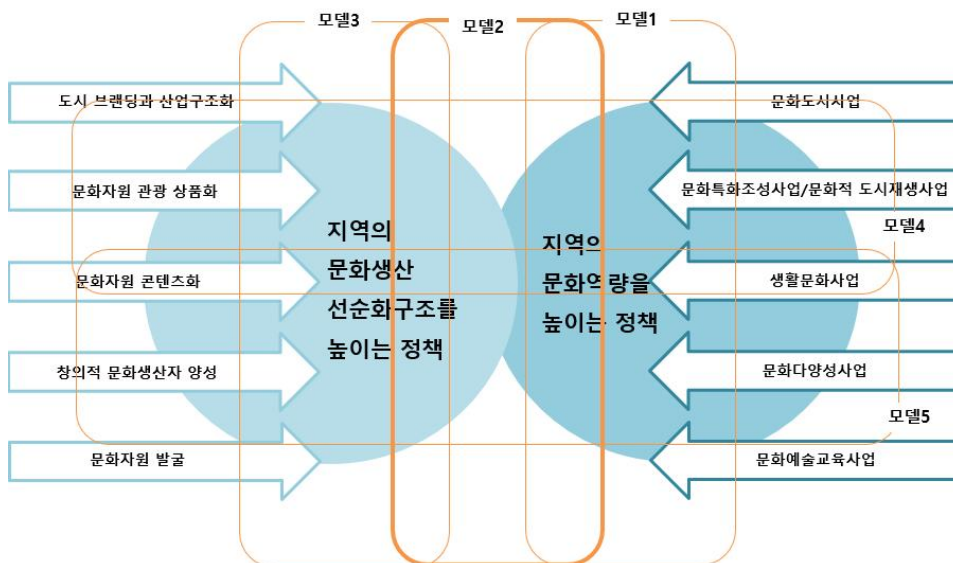 모델3
모델2
모델1
도시 브랜딩과 산업구조화
문화도시사업
문화자원 관광 상품화
문화특화조성사업/문화적 도시재생사업
모델4
지역의
문화생산
선순화구조를
높이는 정책
지역의
문화역량을
높이는 정책
문화자원 콘텐츠화
생활문화사업
창의적 문화생산자 양성
문화다양성사업
모델5
문화자원 발굴
문화예술교육사업